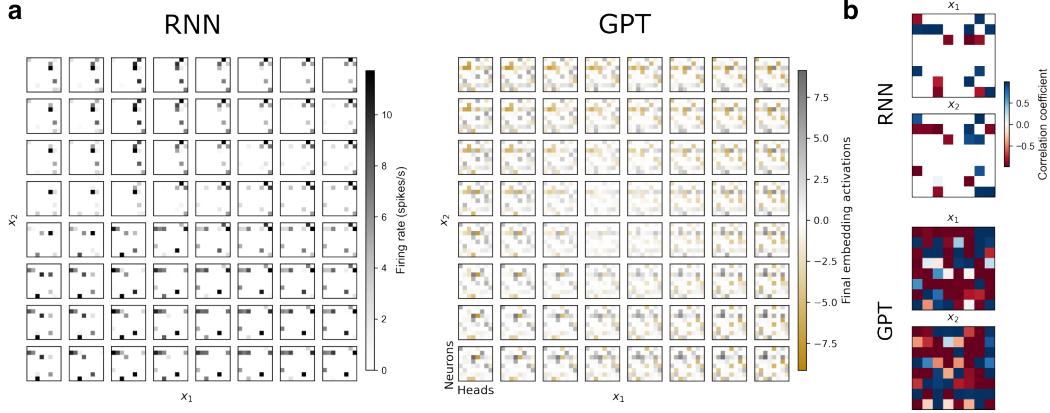 a
RNN
GPT
b
x₁
RNN
x₂
Correlation coefficient
0.5
0.0
−0.5
x₂
x₁
10
8
6
4
2
0
Firing rate (spikes/s)
x₂
Neurons
Heads
x₁
7.5
5.0
2.5
0.0
−2.5
−5.0
−7.5
Final embedding activations
x₁
GPT
x₂